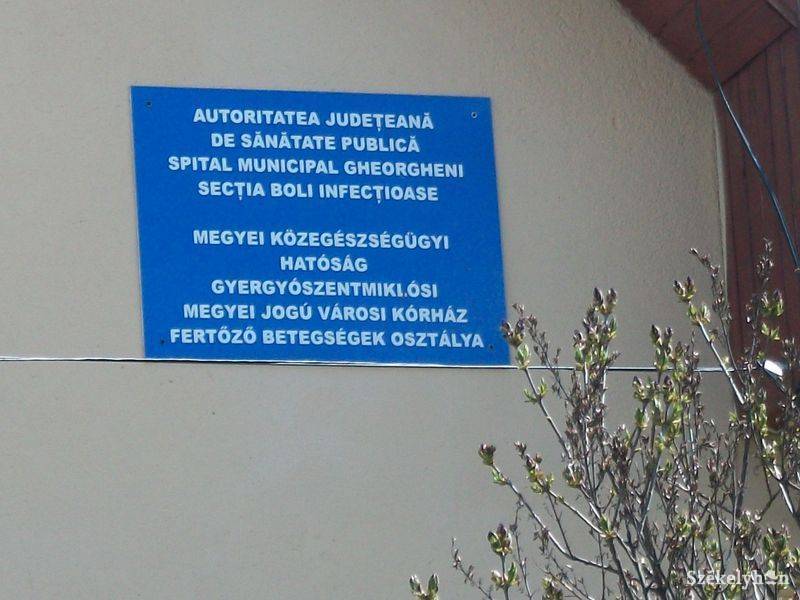 AUTORITATEA JUDEȚEANĂ
DE SĂNĂTATE PUBLICĂ
SPITAL MUNICIPAL GHEORGHENI
SECȚIA BOLI INFECȚIOASE
MEGYEI KÖZEGÉSZSÉGÜGYI
HATÓSÁG
GYERGYÓSZENTMIKLÓSI
MEGYEI JOGÚ VÁROSI KÓRHÁZ
FERTŐZŐ BETEGSÉGEK OSZTÁLYA
Székelyhon